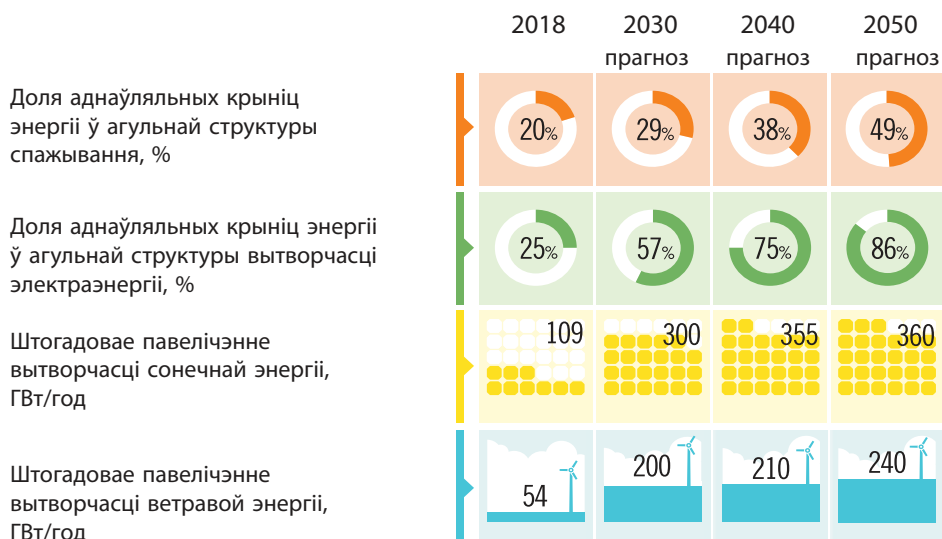 2018 2030 2040 2050
прагноз прагноз прагноз
Доля аднаўляльных крыніц
энергіі ў агульнай структуры
спажывання, %
20% 29% 38% 49%
Доля аднаўляльных крыніц энергіі
ў агульнай структуры вытворчасці
электраэнергіі, %
25% 57% 75% 86%
Штогадовае павелічэнне
вытворчасці сонечнай энергіі,
ГВт/год
109 300 355 360
Штогадовае павелічэнне
вытворчасці ветравой энергіі,
ГВт/год
54 200 210 240